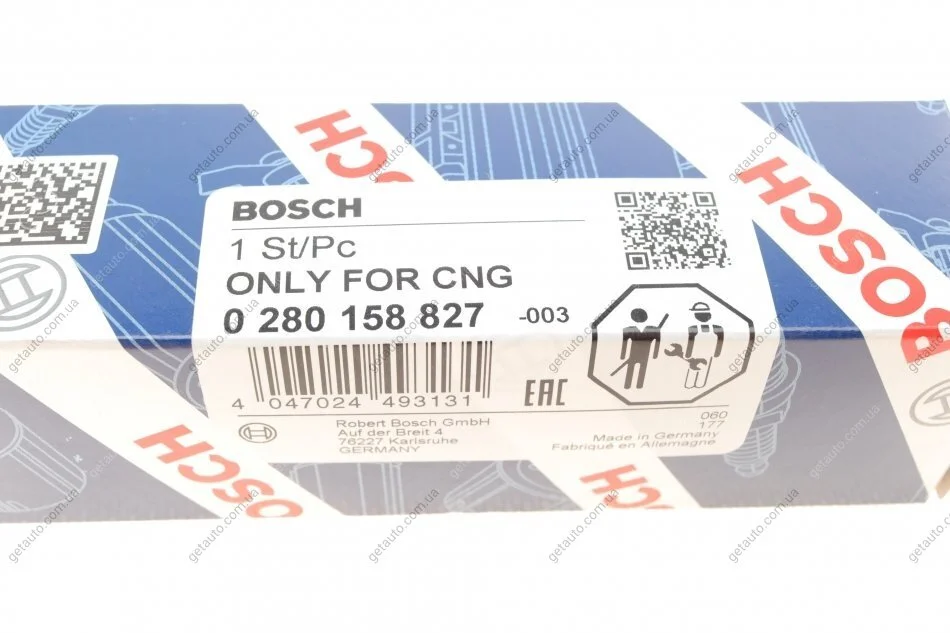 BOSCH
BOSCH
BOSCH
1 St/Pc
ONLY FOR CNG
0 280 158 827 -003
4 047024 493131
EAC
Robert Bosch GmbH
Auf der Breit 4
76227 Karlsruhe
GERMANY
060
177
Made in Germany
Fabriqué en Allemagne
BOSCH
BOSCH
getauto.com.ua